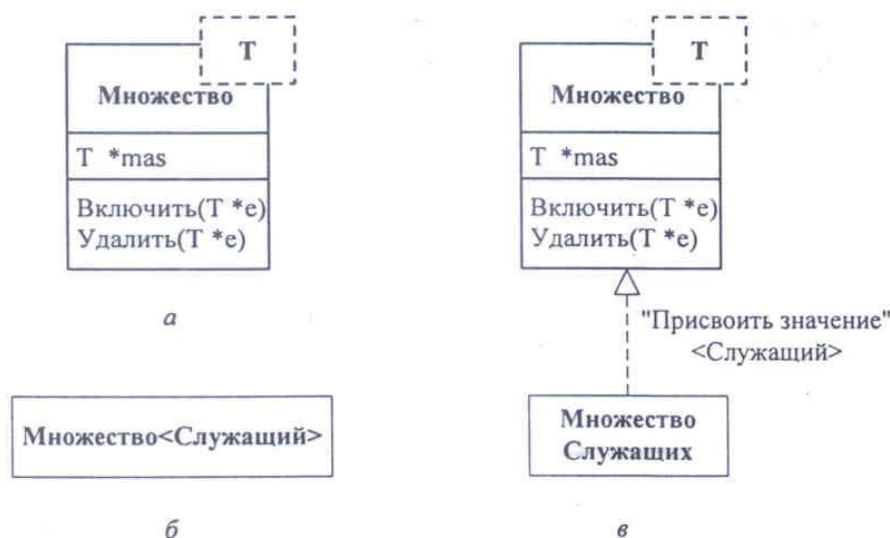 T
Множество
T *mas
Включить(T *e)
Удалить(T *e)
а
Множество<Служащий>
б
T
Множество
T *mas
Включить(T *e)
Удалить(T *e)
"Присвоить значение"
<Служащий>
Множество
Служащих
в